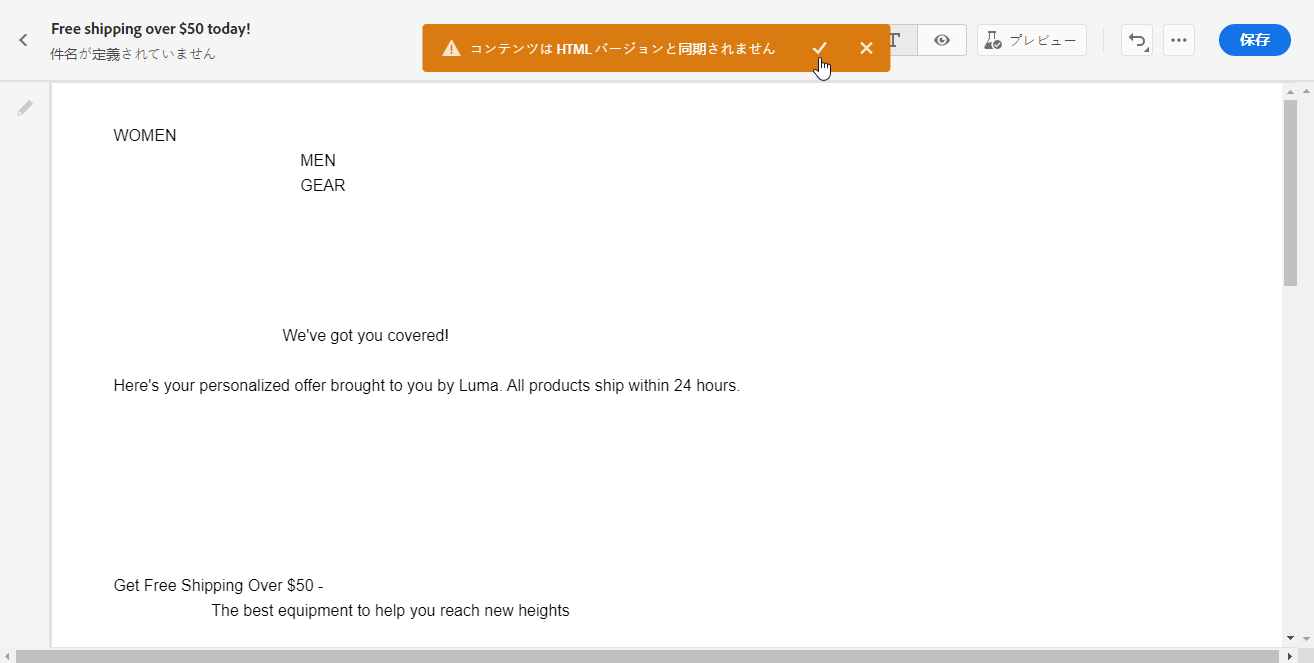 Free shipping over $50 today!
件名が定義されていません
コンテンツは HTML バージョンと同期されません
T
プレビュー
保存
WOMEN
MEN
GEAR
We've got you covered!
Here's your personalized offer brought to you by Luma. All products ship within 24 hours.
Get Free Shipping Over $50 -
The best equipment to help you reach new heights